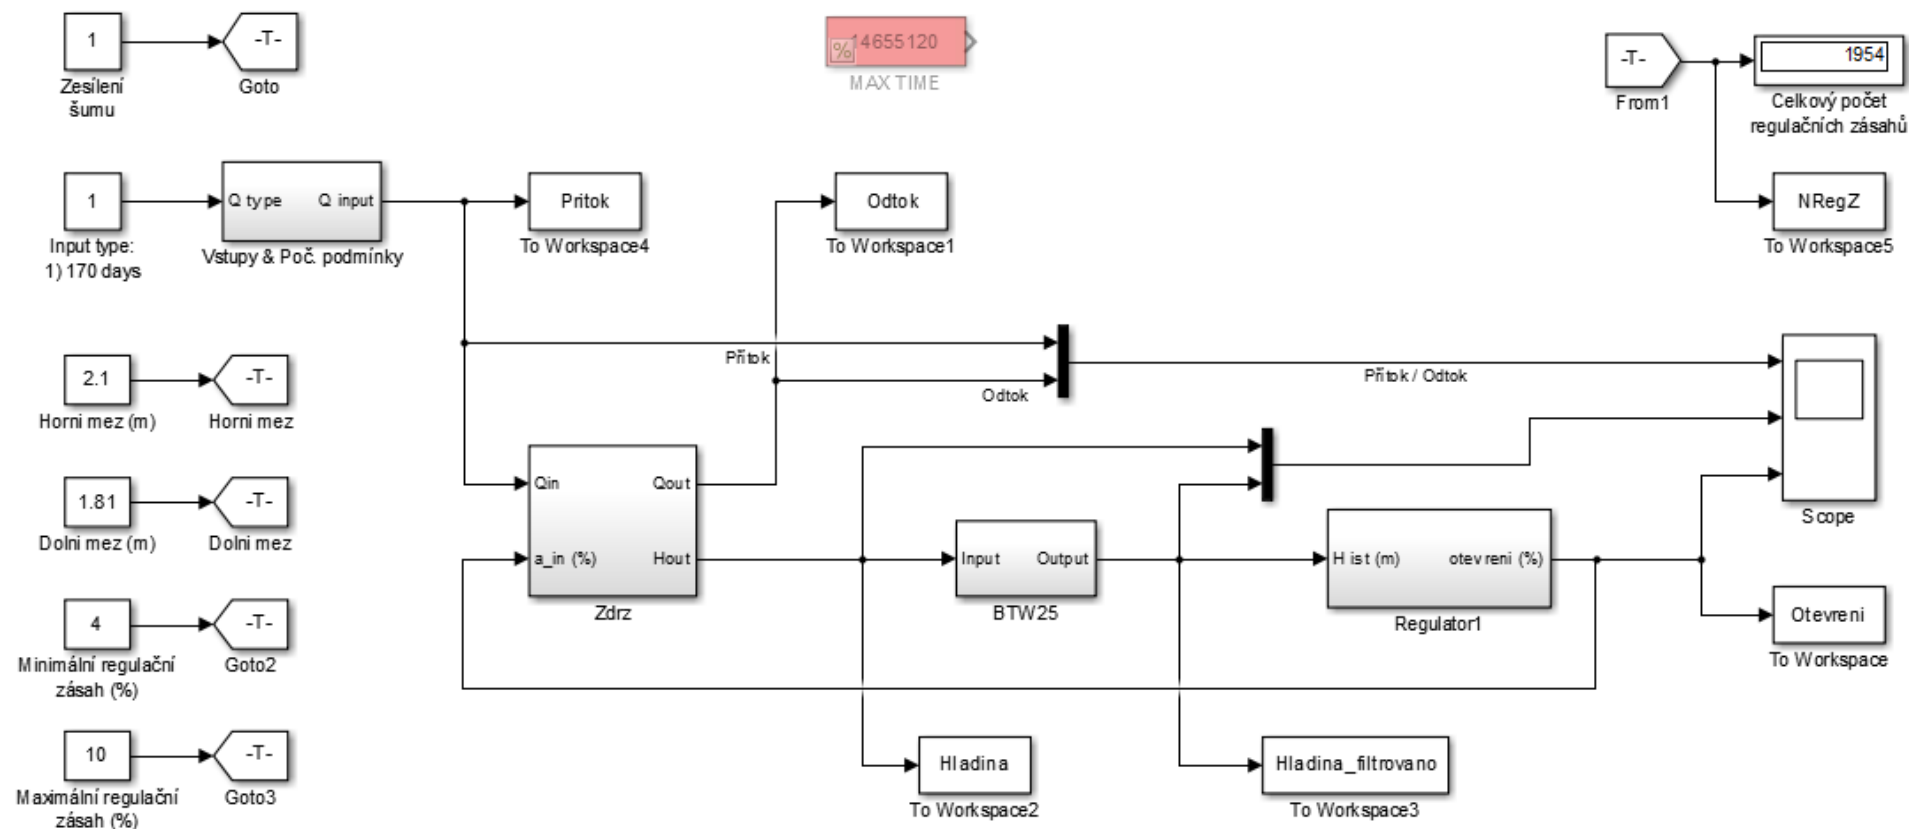 1
Zesílení
šumu
-T-
Goto
%
14655120
MAX TIME
-T-
From1
1954
Celkový počet
regulačních zásahů
1
Input type:
1) 170 days
Q type
Q input
Vstupy & Poč. podmínky
Pritok
To Workspace4
Odtok
To Workspace1
NRegZ
To Workspace5
Přítok
Odtok
Přítok / Odtok
2.1
Horni mez (m)
-T-
Horni mez
1.81
Dolni mez (m)
-T-
Dolni mez
Qin
Qout
a_in (%)
Hout
Zdrz
Input
Output
BTW25
H ist (m)
otevreni (%)
Regulator1
Scope
Otevreni
To Workspace
4
Minimální regulační
zásah (%)
-T-
Goto2
10
Maximální regulační
zásah (%)
-T-
Goto3
Hladina
To Workspace2
Hladina_filtrovano
To Workspace3